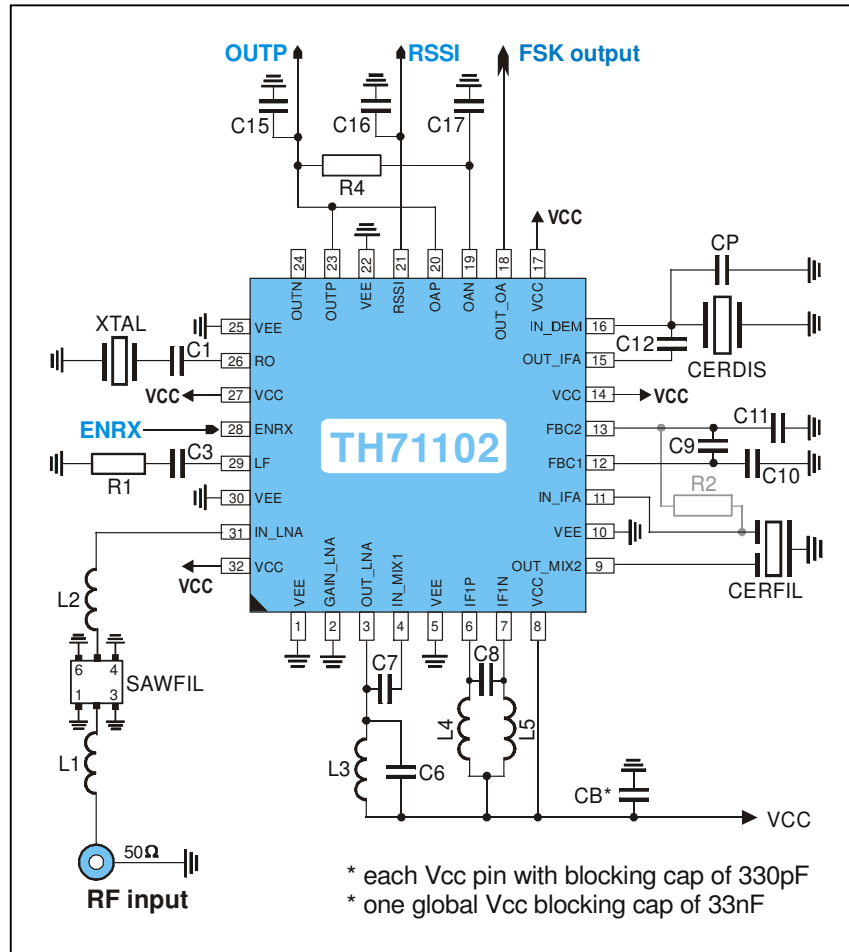 OUTP RSSI FSK output
C15 C16 C17
R4
VCC
24 23 22 21 20 19 18 17
OUTN OUTP VEE RSSI OAP OAN OUT_OA VCC
CP
XTAL
C1
25 VEE
26 RO
VCC 27 VCC
ENRX 28 ENRX
R1 C3 29 LF
30 VEE
31 IN_LNA
VCC 32 VCC
TH71102
IN_DEM 16
C12
OUT_IFA 15
CERDIS
VCC 14 VCC
C11
FBC2 13
C9
FBC1 12
C10
IN_IFA 11
R2
VEE 10
OUT_MIX2 9
CERFIL
VEE GAIN_LNA OUT_LNA IN_MIX1 VEE IF1P IF1N VCC
1 2 3 4 5 6 7 8
L2
6 4
1 3
SAWFIL
L1
C7 C8
L4 L5
L3 C6
CB*
VCC
50Ω
RF input
* each Vcc pin with blocking cap of 330pF
* one global Vcc blocking cap of 33nF